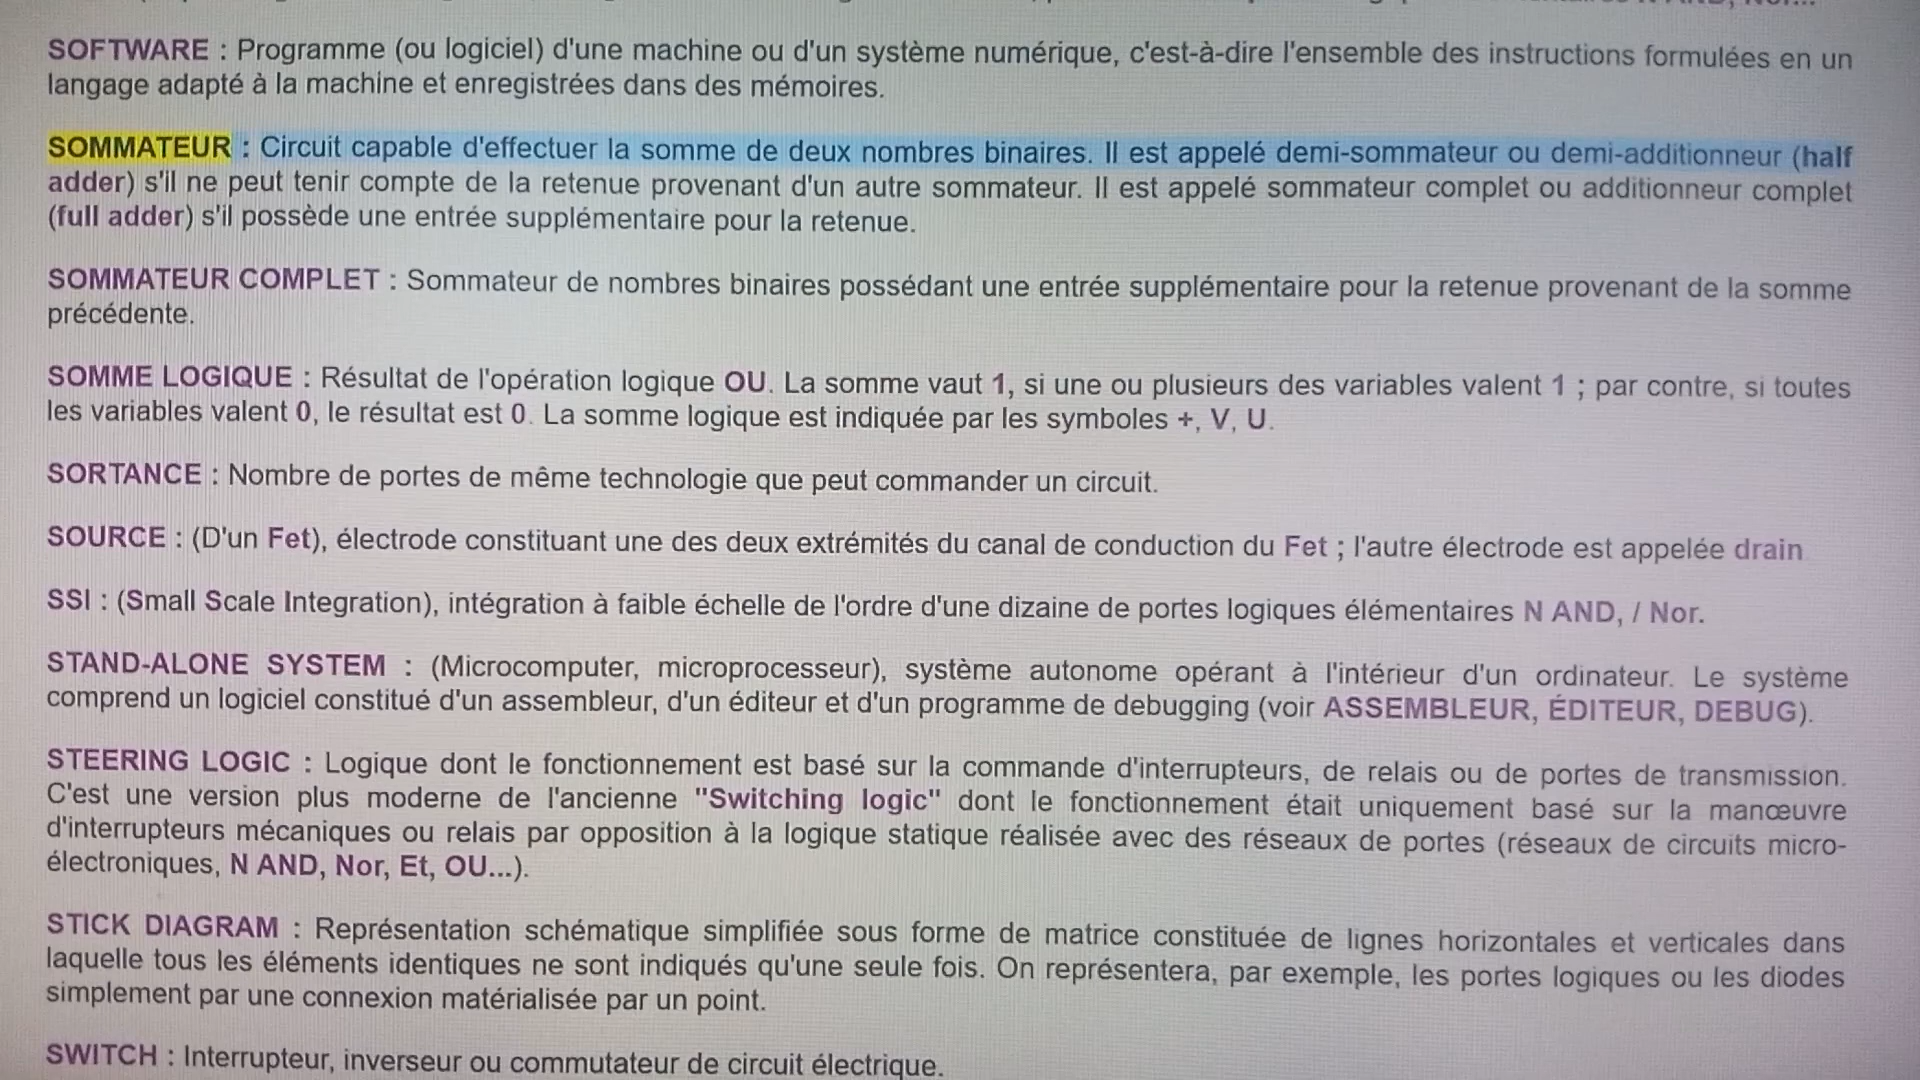 SOFTWARE : Programme (ou logiciel) d'une machine ou d'un système numérique, c'est-à-dire l'ensemble des instructions formulées en un
langage adapté à la machine et enregistrées dans des mémoires.
SOMMATEUR : Circuit capable d'effectuer la somme de deux nombres binaires. Il est appelé demi-sommateur ou demi-additionneur (half
adder) s'il ne peut tenir compte de la retenue provenant d'un autre sommateur. Il est appelé sommateur complet ou additionneur complet
(full adder) s'il possède une entrée supplémentaire pour la retenue.
SOMMATEUR COMPLET : Sommateur de nombres binaires possédant une entrée supplémentaire pour la retenue provenant de la somme
précédente.
SOMME LOGIQUE : Résultat de l'opération logique OU. La somme vaut 1, si une ou plusieurs des variables valent 1 ; par contre, si toutes
les variables valent 0, le résultat est 0. La somme logique est indiquée par les symboles +, V, U.
SORTANCE : Nombre de portes de même technologie que peut commander un circuit.
SOURCE : (D'un Fet), électrode constituant une des deux extrémités du canal de conduction du Fet ; l'autre électrode est appelée drain
SSI : (Small Scale Integration), intégration à faible échelle de l'ordre d'une dizaine de portes logiques élémentaires N AND, / Nor.
STAND-ALONE SYSTEM : (Microcomputer, microprocesseur), système autonome opérant à l'intérieur d'un ordinateur. Le système
comprend un logiciel constitué d'un assembleur, d'un éditeur et d'un programme de debugging (voir ASSEMBLEUR, ÉDITEUR, DEBUG).
STEERING LOGIC : Logique dont le fonctionnement est basé sur la commande d'interrupteurs, de relais ou de portes de transmission.
C'est une version plus moderne de l'ancienne "Switching logic" dont le fonctionnement était uniquement basé sur la manœuvre
d'interrupteurs mécaniques ou relais par opposition à la logique statique réalisée avec des réseaux de portes (réseaux de circuits micro-
électroniques, N AND, Nor, Et, OU...).
STICK DIAGRAM : Représentation schématique simplifiée sous forme de matrice constituée de lignes horizontales et verticales dans
laquelle tous les éléments identiques ne sont indiqués qu'une seule fois. On représentera, par exemple, les portes logiques ou les diodes
simplement par une connexion matérialisée par un point.
SWITCH : Interrupteur, inverseur ou commutateur de circuit électrique.